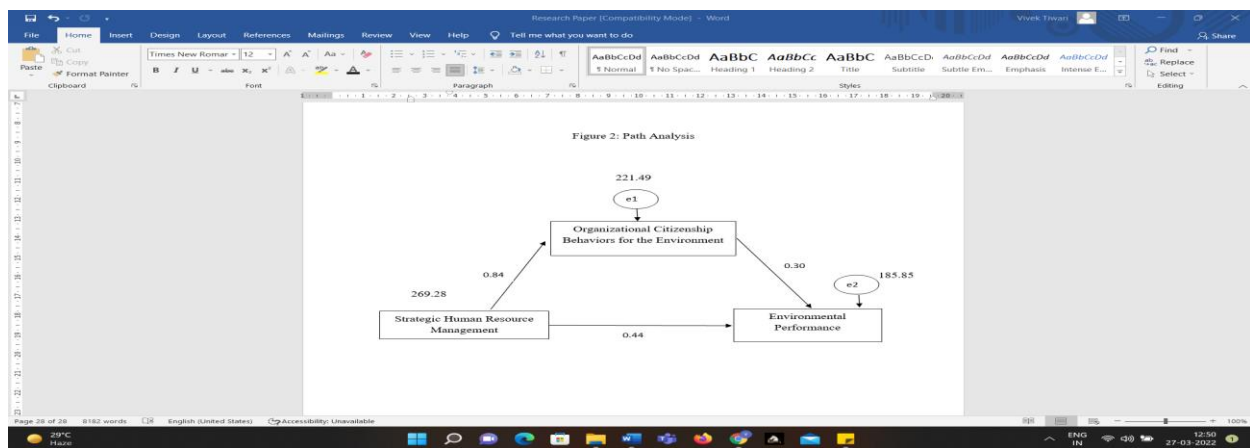 Research Paper [Compatibility Mode] - Word
Vivek Tiwari
File Home Insert Design Layout References Mailings Review View Help Tell me what you want to do
Share
Paste
Cut
Copy
Format Painter
Clipboard
Times New Romar 12
Font
Paragraph
AaBbCcDd AaBbCcDd AaBbC AaBbCc AaBbC AaBbCcD AaBbCcDd AaBbCcDd AaBbCcDd
¶ Normal ¶ No Spac... Heading 1 Heading 2 Title Subtitle Subtle Em... Emphasis Intense E...
Styles
Find
Replace
Select
Editing
Figure 2: Path Analysis
221.49
e1
Organizational Citizenship
Behaviors for the Environment
0.84
0.30
185.85
e2
269.28
Strategic Human Resource
Management
0.44
Environmental
Performance
Page 28 of 28 8182 words English (United States) Accessibility: Unavailable
100%
29°C
Haze
ENG
IN
12:50
27-03-2022